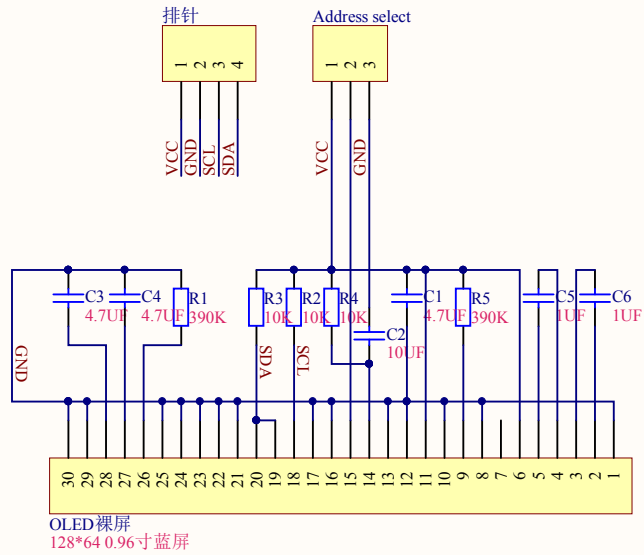 排针
Address select
1 2 3 4
1 2 3
VCC
GND
SCL
SDA
VCC
GND
C3
4.7UF
C4
4.7UF
R1
390K
R3
10K
R2
10K
R4
10K
C2
10UF
C1
4.7UF
R5
390K
C5
1UF
C6
1UF
GND
SDA
SCL
30 29 28 27 26 25 24 23 22 21 20 19 18 17 16 15 14 13 12 11 10 9 8 7 6 5 4 3 2 1
OLED裸屏
128*64 0.96寸蓝屏